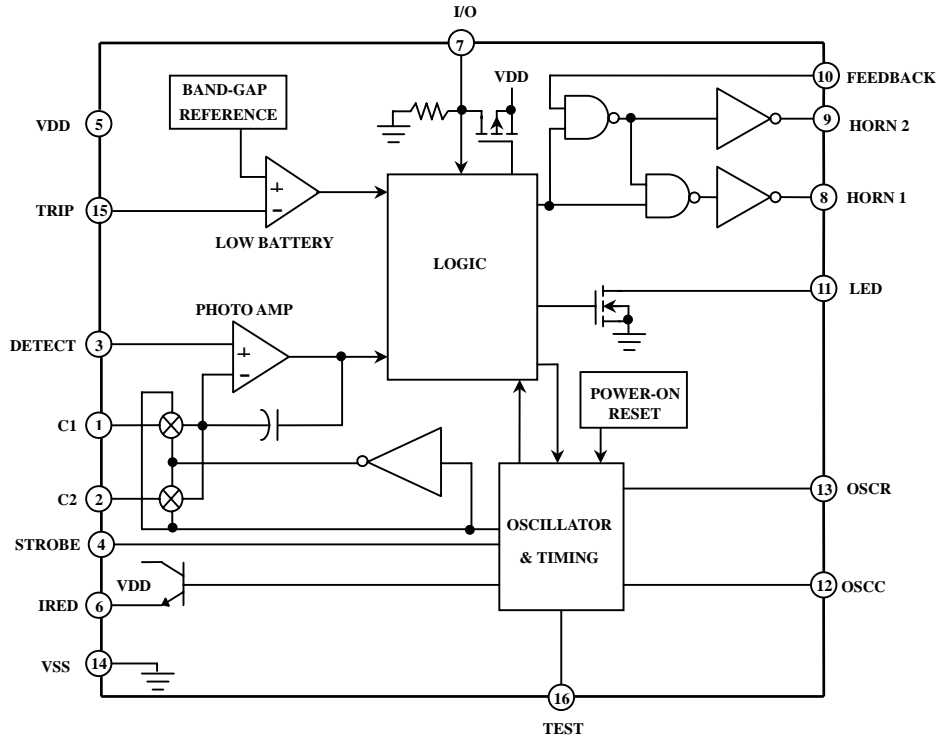 I/O
7
VDD
10
FEEDBACK
BAND-GAP
REFERENCE
VDD
5
9
HORN 2
+
−
TRIP
15
8
HORN 1
LOW BATTERY
LOGIC
11
LED
PHOTO AMP
DETECT
3
+
−
POWER-ON
RESET
C1
1
C2
2
13
OSCR
OSCILLATOR
& TIMING
STROBE
4
VDD
12
OSCC
IRED
6
VSS
14
16
TEST